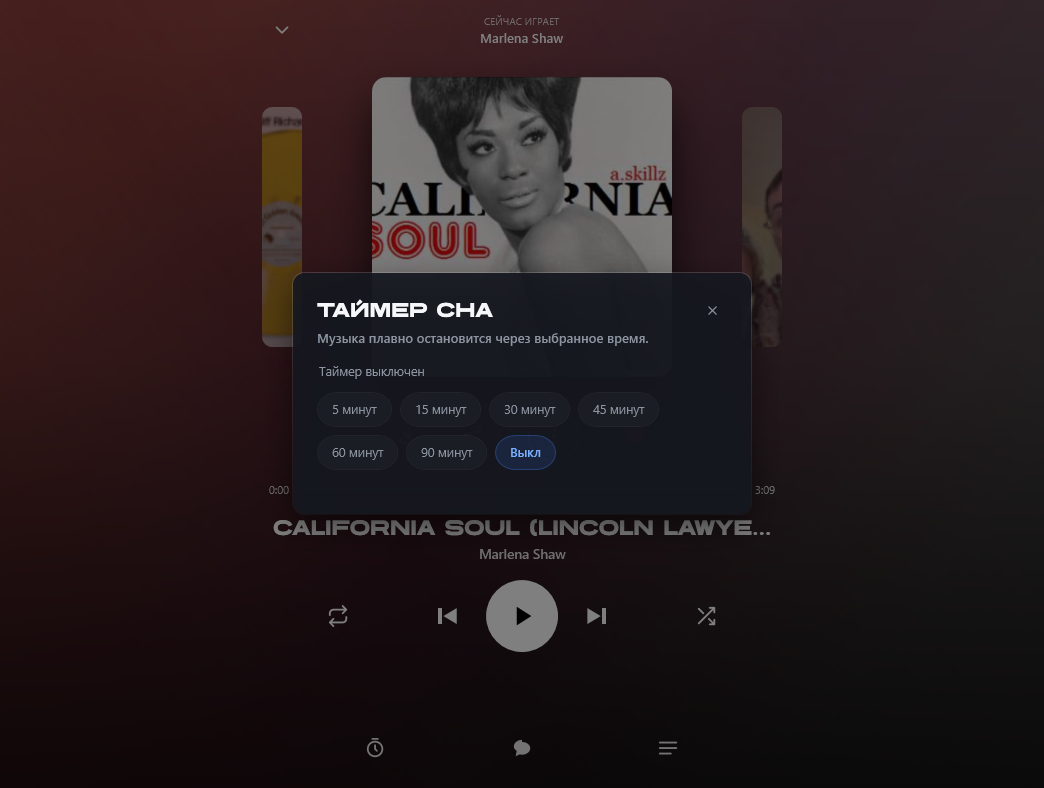 СЕЙЧАС ИГРАЕТ
Marlena Shaw
a.skillz
CALIFORNIA
SOUL
ТАЙМЕР СНА
Музыка плавно остановится через выбранное время.
Таймер выключен
5 минут 15 минут 30 минут 45 минут
60 минут 90 минут Выкл
0:00 3:09
CALIFORNIA SOUL (LINCOLN LAWYE...
Marlena Shaw